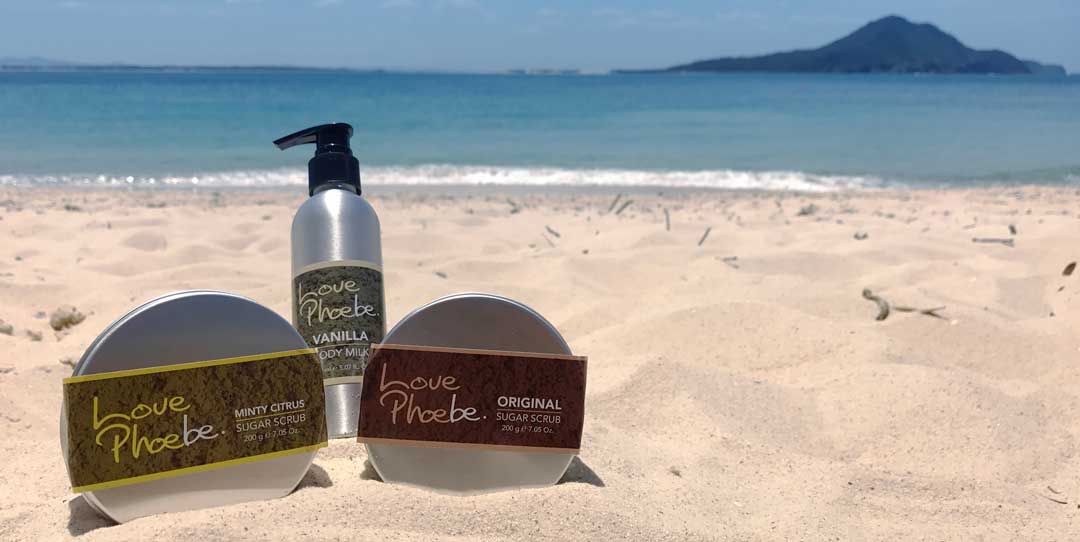 Love
Phoebe.
MINTY CITRUS
SUGAR SCRUB
200 g ℮ 7.05 Oz.
Love
Phoebe.
VANILLA
ODY MILK
Love
Phoebe.
ORIGINAL
SUGAR SCRUB
200 g ℮ 7.05 Oz.